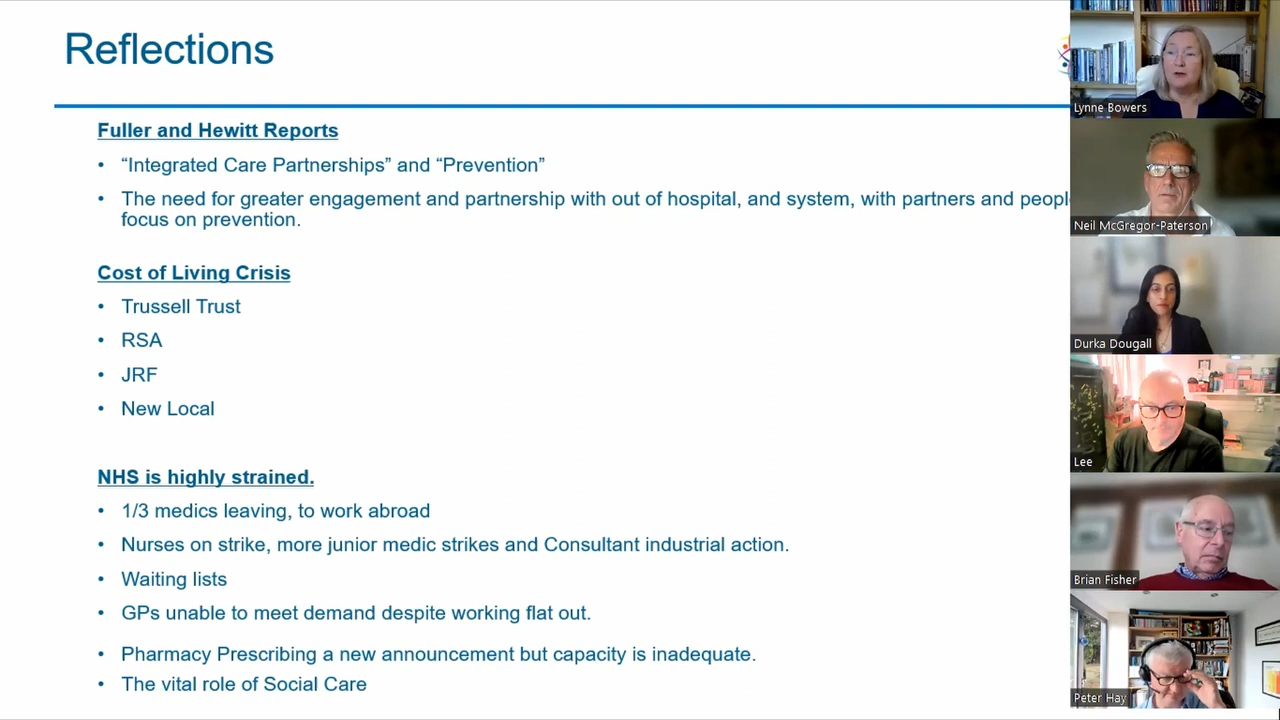 Reflections
Fuller and Hewitt Reports
• “Integrated Care Partnerships” and “Prevention”
• The need for greater engagement and partnership with out of hospital, and system, with partners and
focus on prevention.
Cost of Living Crisis
• Trussell Trust
• RSA
• JRF
• New Local
NHS is highly strained.
• 1/3 medics leaving, to work abroad
• Nurses on strike, more junior medic strikes and Consultant industrial action.
• Waiting lists
• GPs unable to meet demand despite working flat out.
• Pharmacy Prescribing a new announcement but capacity is inadequate.
• The vital role of Social Care
Lynne Bowers
Neil McGregor-Paterson
Durka Dougall
Lee
Brian Fisher
Peter Hay